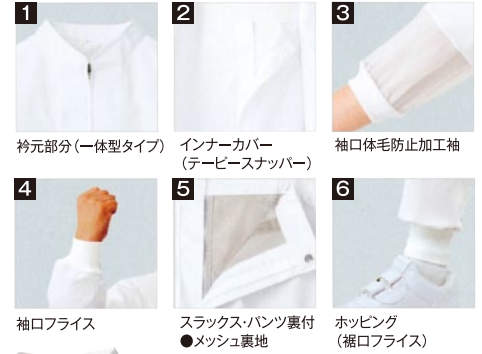 1
2
3
衿元部分(一体型タイプ)
インナーカバー
(テーピースナッパー)
袖口体毛防止加工袖
4
5
6
袖口フライス
スラックス・パンツ裏付
●メッシュ裏地
ホッピング
(裾口フライス)